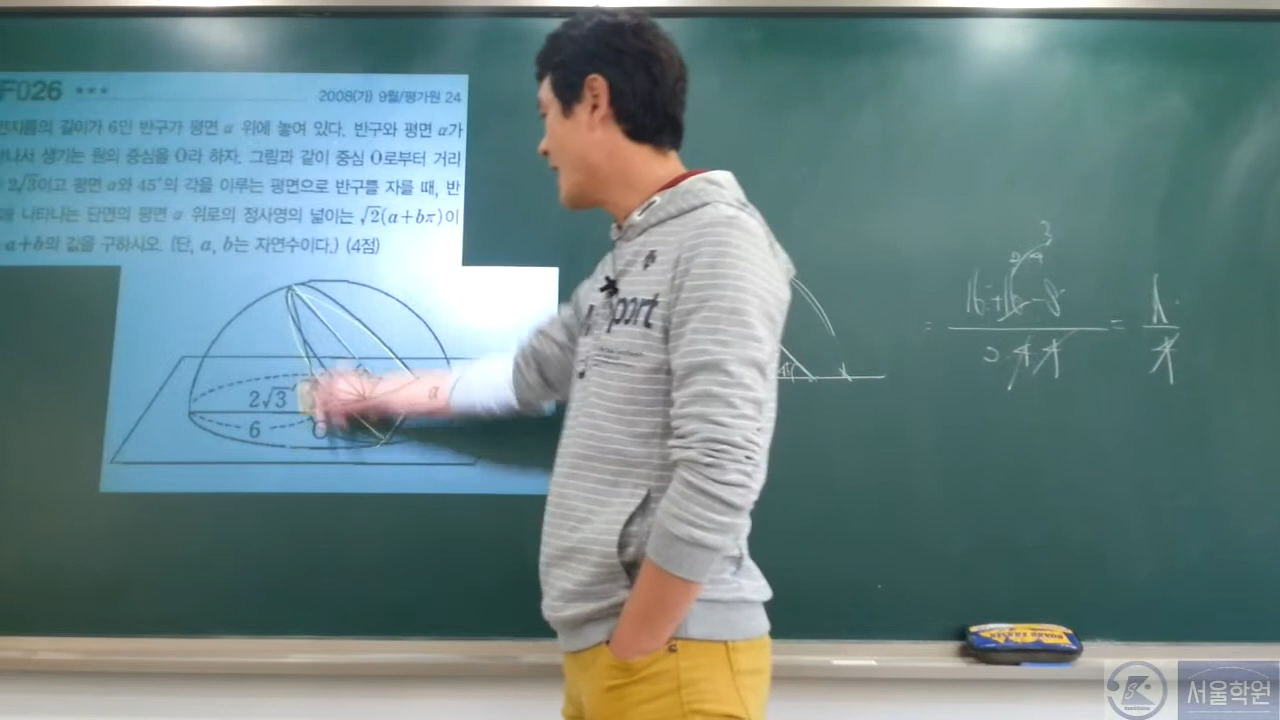 F026 ★★★
2008(가) 9월/평가원 24
반지름의 길이가 6인 반구가 평면 α 위에 놓여 있다. 반구와 평면 α가
나서 생기는 원의 중심을 O라 하자. 그림과 같이 중심 O로부터 거리
2√3이고 평면 α와 45°의 각을 이루는 평면으로 반구를 자를 때, 반
에 나타나는 단면의 평면 α 위로의 정사영의 넓이는 √2(a+bπ)이
a+b의 값을 구하시오. (단, a, b는 자연수이다.) (4점)
2√3
6
O
α
port
BOARD ERASER
서울학원